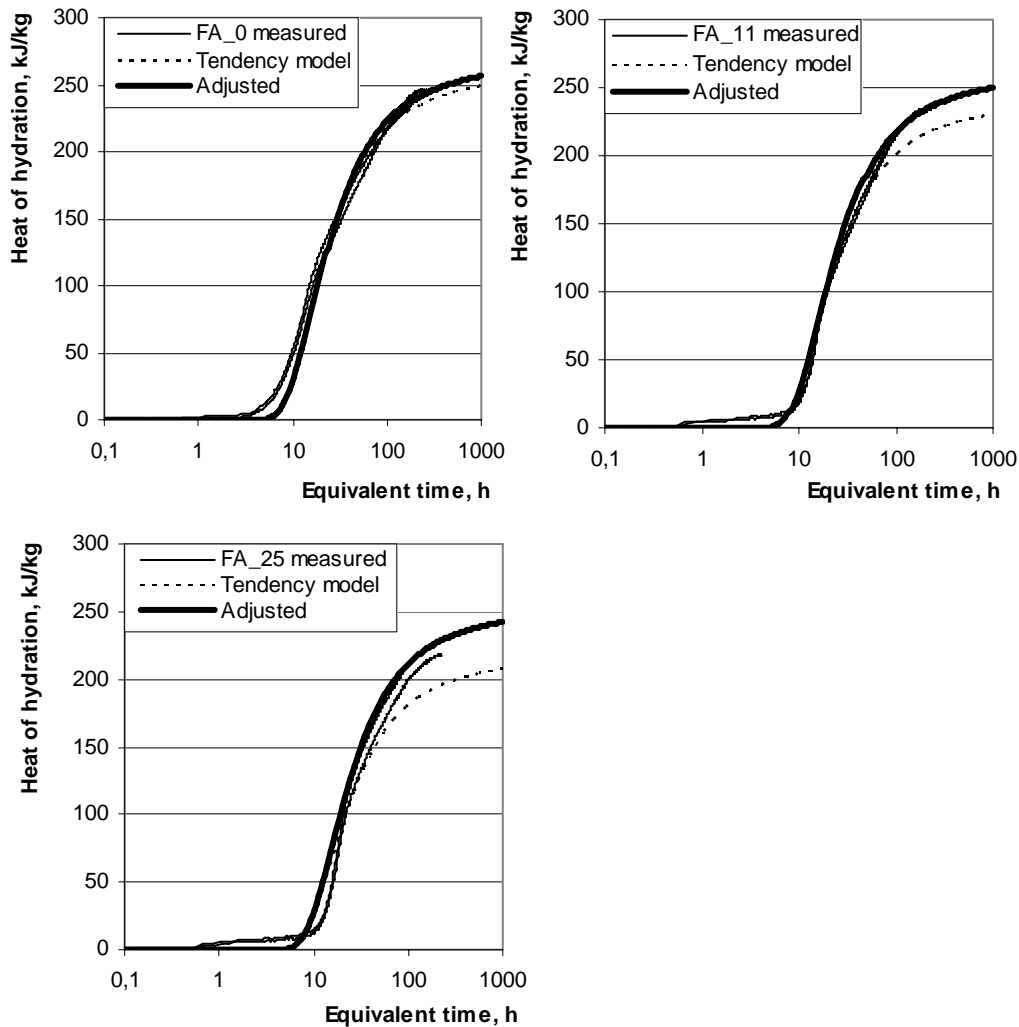 300
250
200
150
100
50
0
Heat of hydration, kJ/kg
FA_0 measured
Tendency model
Adjusted
0,1 1 10 100 1000
Equivalent time, h
300
250
200
150
100
50
0
Heat of hydration, kJ/kg
FA_11 measured
Tendency model
Adjusted
0,1 1 10 100 1000
Equivalent time, h
300
250
200
150
100
50
0
Heat of hydration, kJ/kg
FA_25 measured
Tendency model
Adjusted
0,1 1 10 100 1000
Equivalent time, h